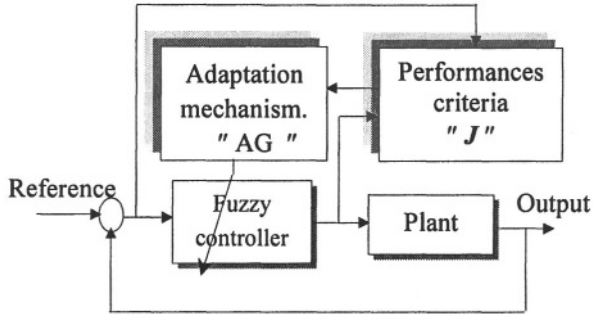 Adaptation
mechanism.
" AG "
Performances
criteria
" J "
Reference
Fuzzy
controller
Plant
Output